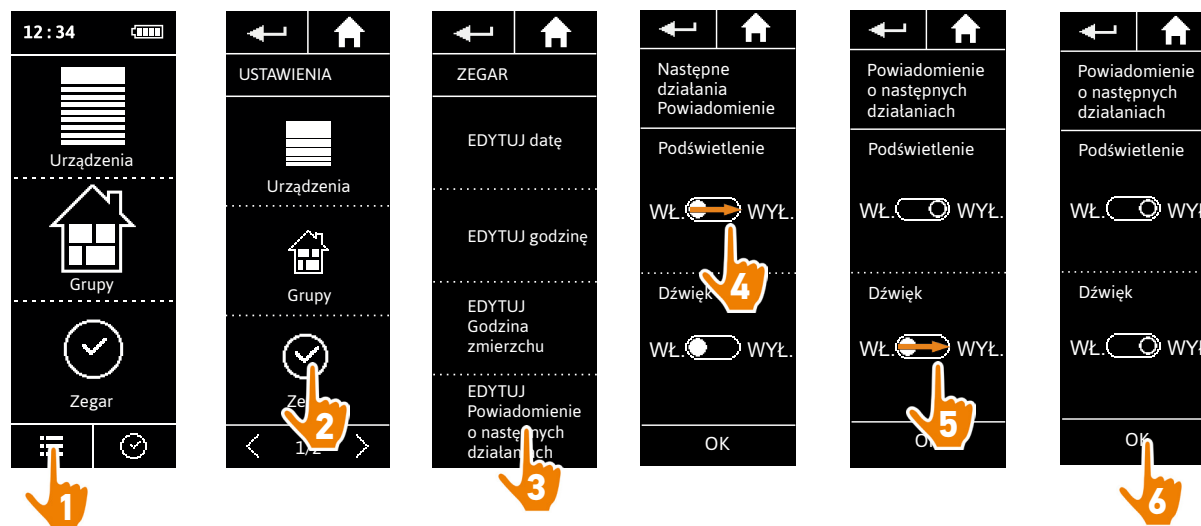 12:34
Urządzenia
Grupy
Zegar
1
USTAWIENIA
Urządzenia
Grupy
2
ZEGAR
EDYTUJ datę
EDYTUJ godzinę
EDYTUJ
Godzina
zmierzchu
EDYTUJ
Powiadomienie
3
Następne
działania
Powiadomienie
Podświetlenie
WŁ. WYŁ.
4
Dźwięk
WŁ. WYŁ.
OK
Powiadomienie
o następnych
działaniach
Podświetlenie
WŁ. WYŁ.
Dźwięk
WŁ. WYŁ.
5
Powiadomienie
o następnych
działaniach
Podświetlenie
WŁ.
Dźwięk
WŁ.
OK
6